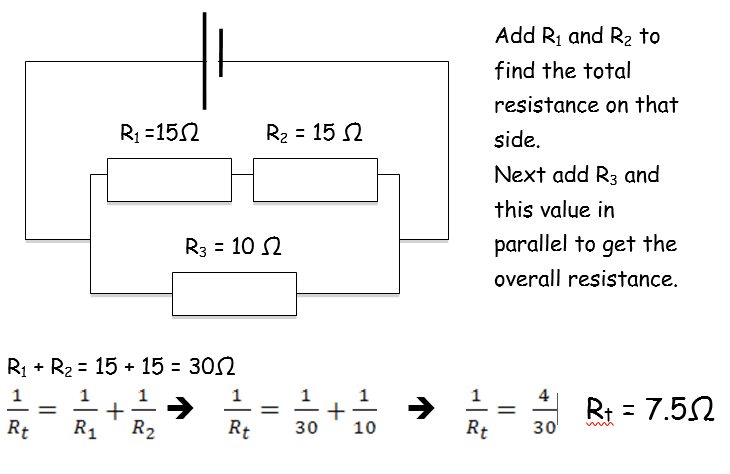 Add R₁ and R₂ to
find the total
resistance on that
side.
Next add R₃ and
this value in
parallel to get the
overall resistance.
R₁ =15Ω
R₂ = 15 Ω
R₃ = 10 Ω
R₁ + R₂ = 15 + 15 = 30Ω
1/Rt = 1/R₁ + 1/R₂ ➔ 1/Rt = 1/30 + 1/10 ➔ 1/Rt = 4/30 Rt = 7.5Ω